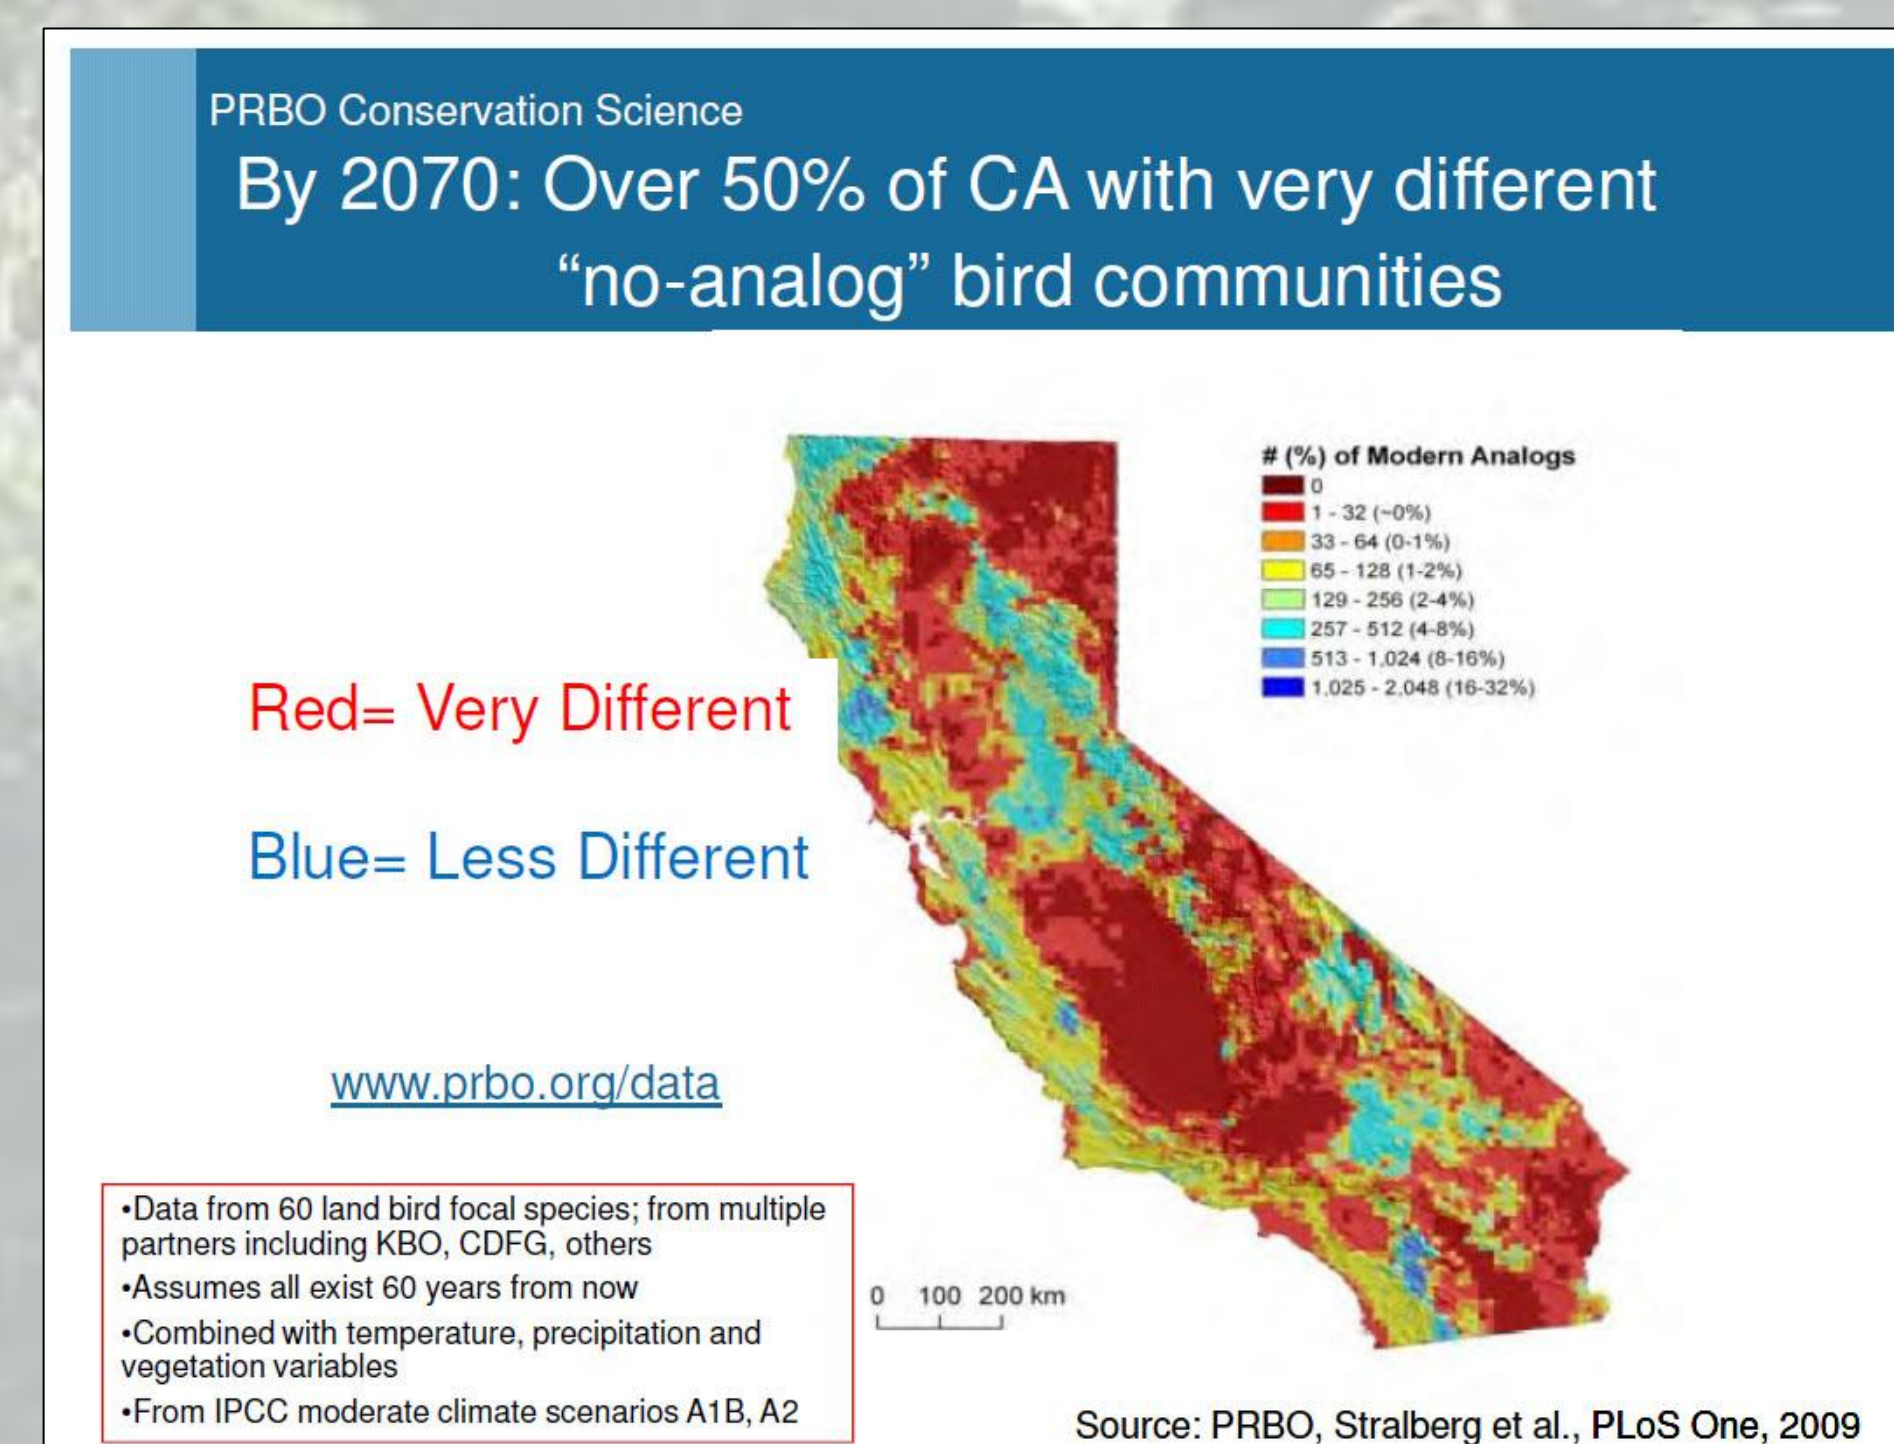 PRBO Conservation Science
By 2070: Over 50% of CA with very different
“no-analog” bird communities
# (%) of Modern Analogs
0
1 - 32 (~0%)
33 - 64 (0-1%)
65 - 128 (1-2%)
129 - 256 (2-4%)
257 - 512 (4-8%)
513 - 1,024 (8-16%)
1,025 - 2,048 (16-32%)
Red= Very Different
Blue= Less Different
www.prbo.org/data
•Data from 60 land bird focal species; from multiple
partners including KBO, CDFG, others
•Assumes all exist 60 years from now
•Combined with temperature, precipitation and
vegetation variables
•From IPCC moderate climate scenarios A1B, A2
0 100 200 km
Source: PRBO, Stralberg et al., PLoS One, 2009